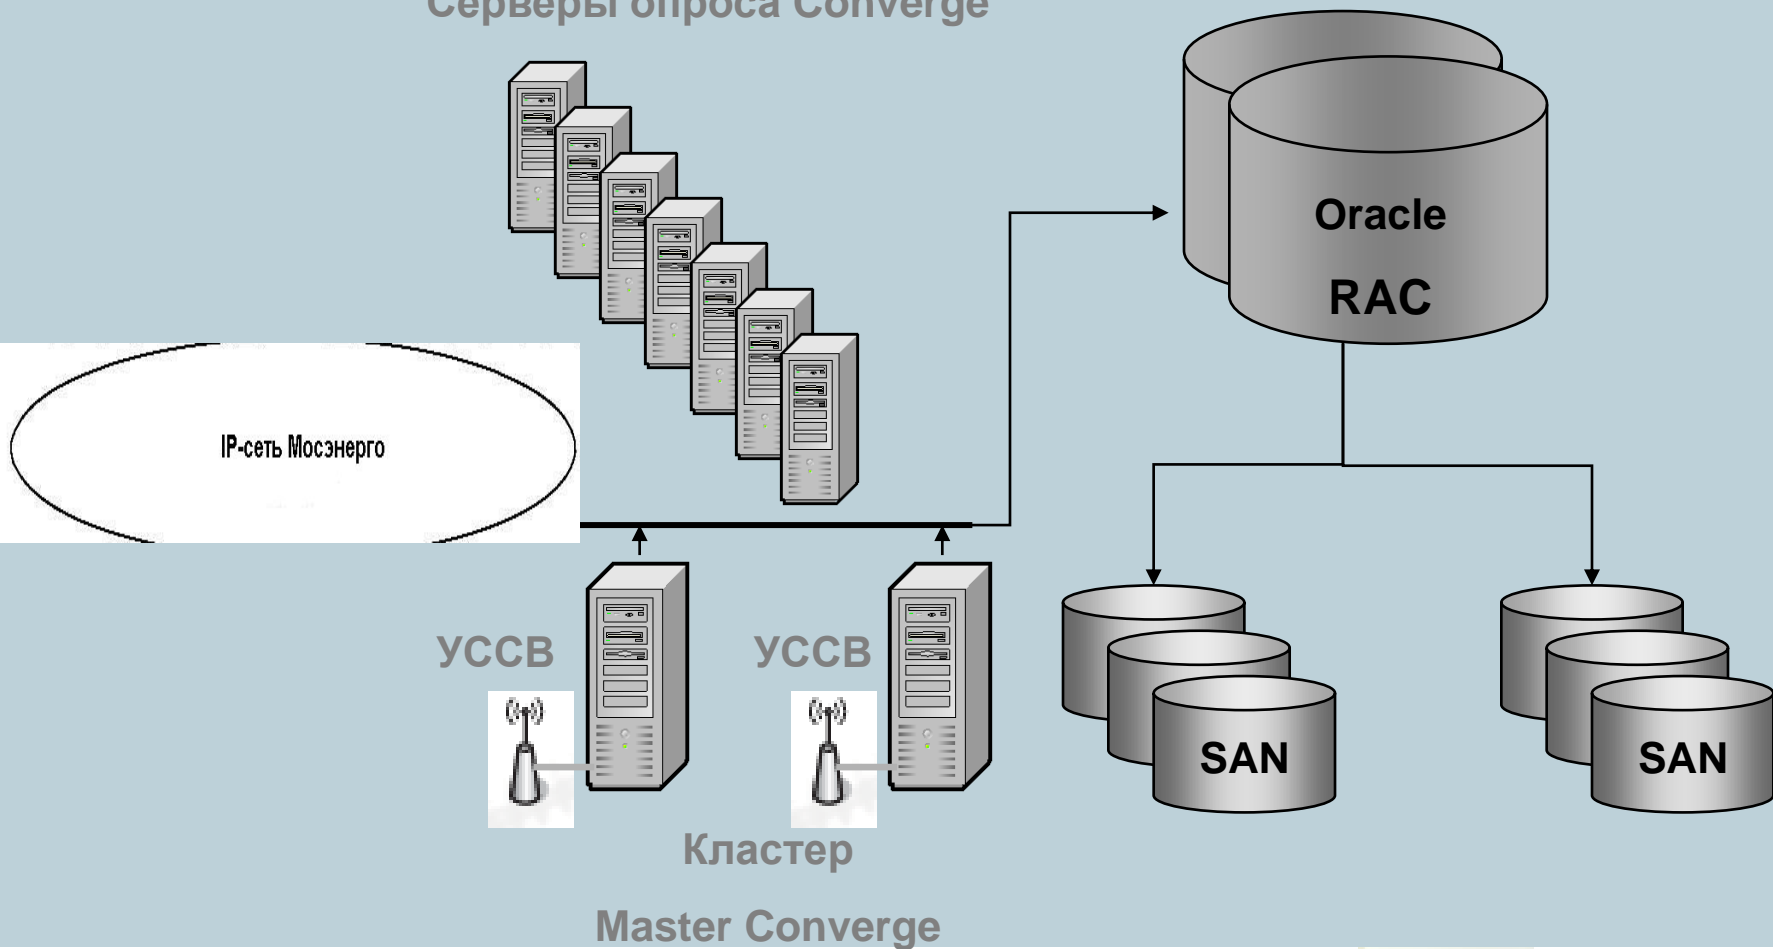 Серверы опроса Converge
Oracle
RAC
IP-сеть Мосэнерго
УССВ
УССВ
SAN
SAN
Кластер
Master Converge